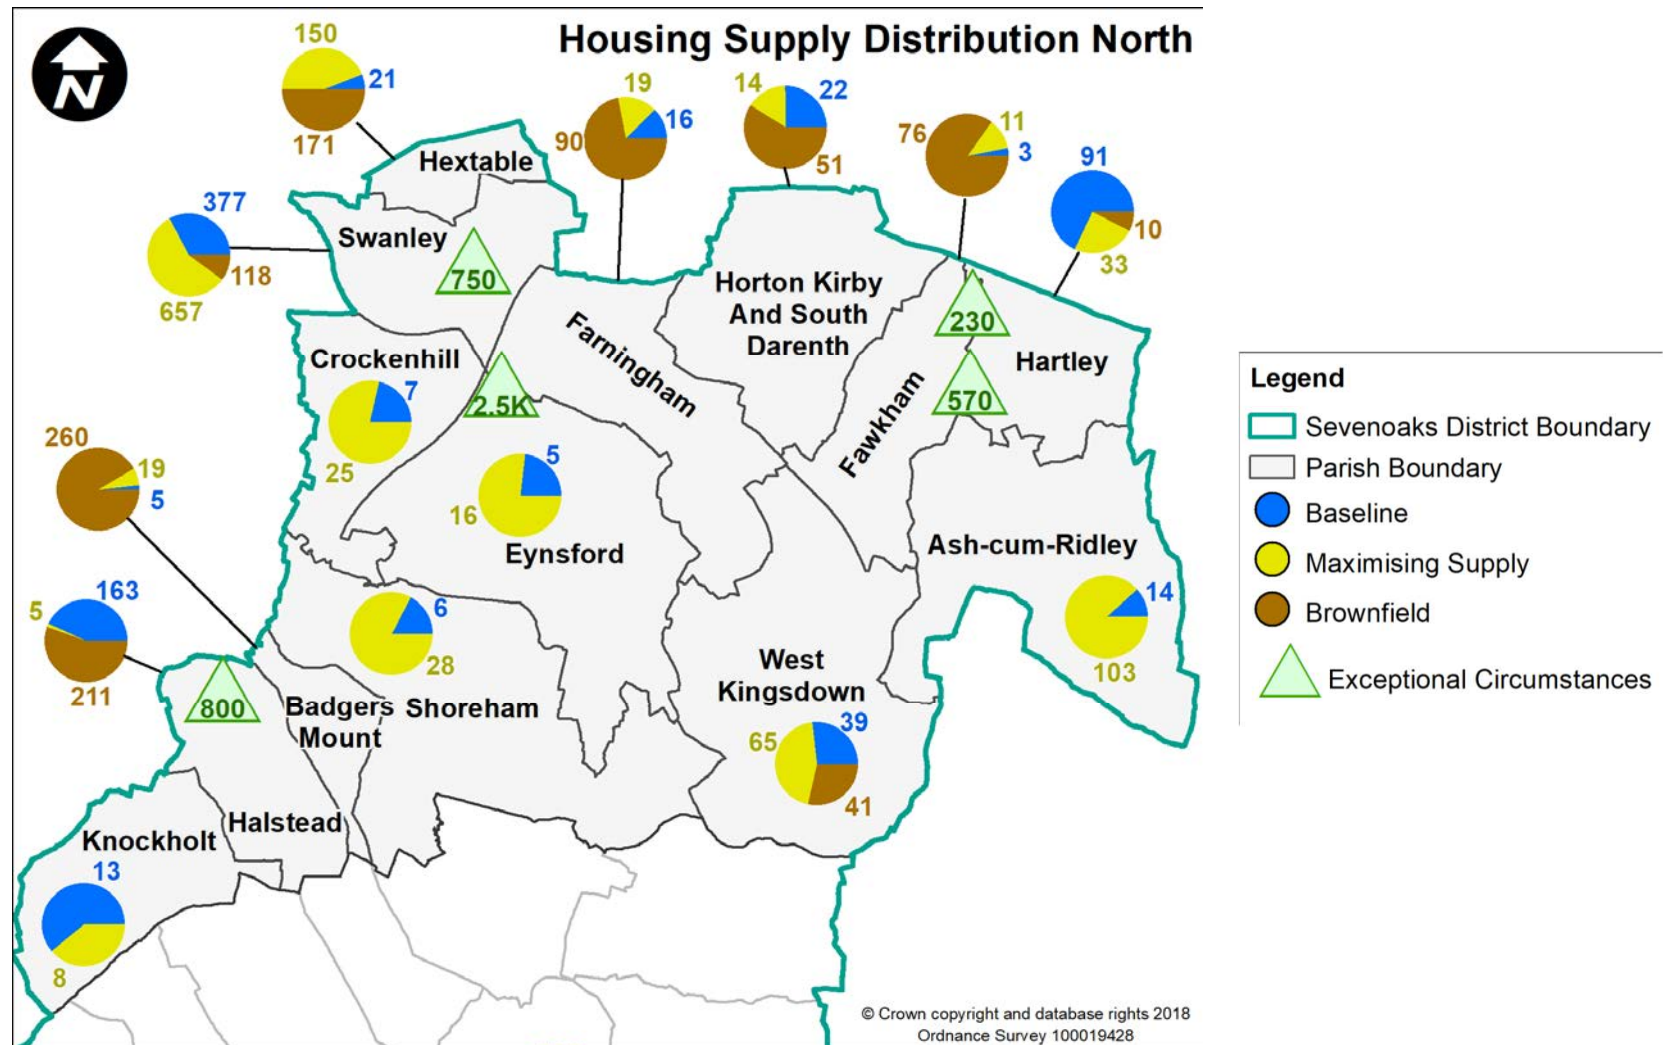 Housing Supply Distribution North
N
150
21
171
19
16
90
14
22
51
76
11
3
91
10
33
Hextable
377
118
657
Swanley
750
Horton Kirby
And South
Darenth
Farningham
230
Hartley
570
Fawkham
Crockenhill
7
25
2.5K
260
19
5
5
16
Eynsford
Ash-cum-Ridley
14
103
163
5
211
6
28
800
Badgers
Mount
Shoreham
West
Kingsdown
39
65
41
Halstead
Knockholt
13
8
Legend
Sevenoaks District Boundary
Parish Boundary
Baseline
Maximising Supply
Brownfield
Exceptional Circumstances
© Crown copyright and database rights 2018
Ordnance Survey 100019428